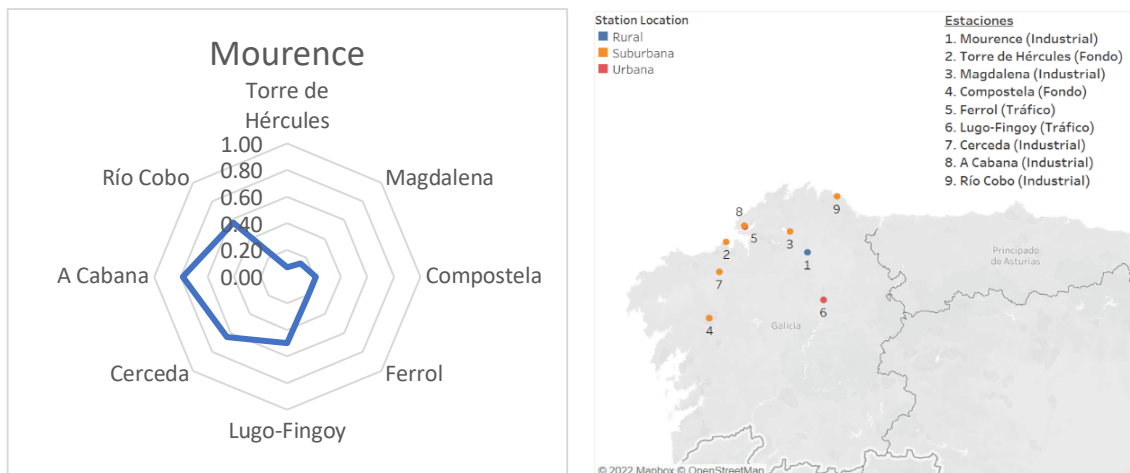 Mourence
Torre de
Hércules
1.00
0.80
0.60
0.40
0.20
0.00
Magdalena
Compostela
Ferrol
Lugo-Fingoy
Cerceda
A Cabana
Río Cobo
Station Location
Rural
Suburbana
Urbana
Estaciones
1. Mourence (Industrial)
2. Torre de Hércules (Fondo)
3. Magdalena (Industrial)
4. Compostela (Fondo)
5. Ferrol (Tráfico)
6. Lugo-Fingoy (Tráfico)
7. Cerceda (Industrial)
8. A Cabana (Industrial)
9. Río Cobo (Industrial)
9
8
5
3
2
1
7
6
4
Principado
de Asturias
Galicia
© 2022 Mapbox © OpenStreetMap